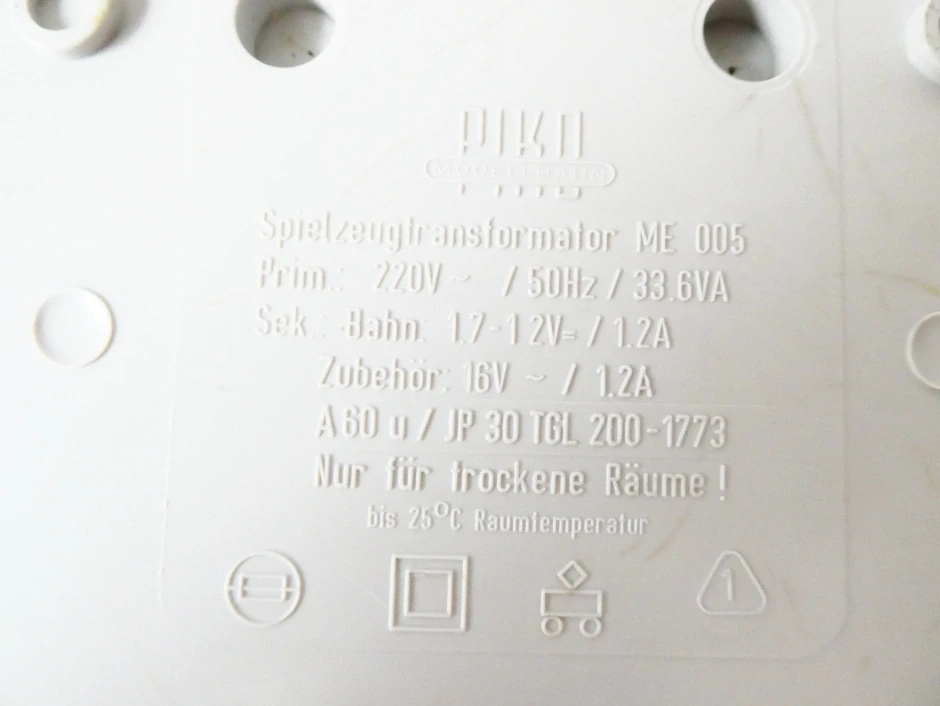 PIKO
MODELLBAHN
Spielzeugtransformator ME 005
Prim.: 220V ~ / 50Hz / 33.6VA
Sek.: Bahn: 1.7-12V= / 1.2A
Zubehör: 16V ~ / 1.2A
A 60 u / JP 30 TGL 200-1773
Nur für trockene Räume!
bis 25°C Raumtemperatur
1